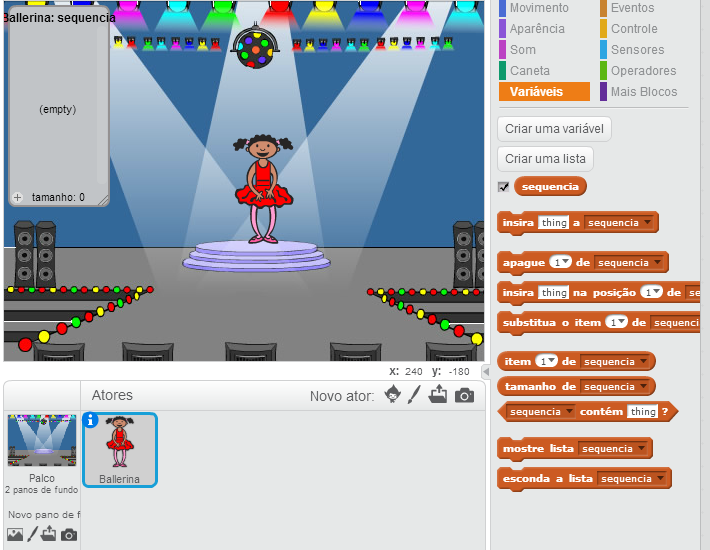 Ballerina: sequencia
(empty)
tamanho: 0
x: 240 y: -180
Atores
Novo ator:
Palco
2 panos de fundo
Novo pano de f
Ballerina
Movimento
Eventos
Aparência
Controle
Som
Sensores
Caneta
Operadores
Variáveis
Mais Blocos
Criar uma variável
Criar uma lista
sequencia
insira thing a sequencia
apague 1 de sequencia
insira thing na posição 1 de se
substitua o item 1 de sequencia
item 1 de sequencia
tamanho de sequencia
sequencia contém thing ?
mostre lista sequencia
esconda a lista sequencia